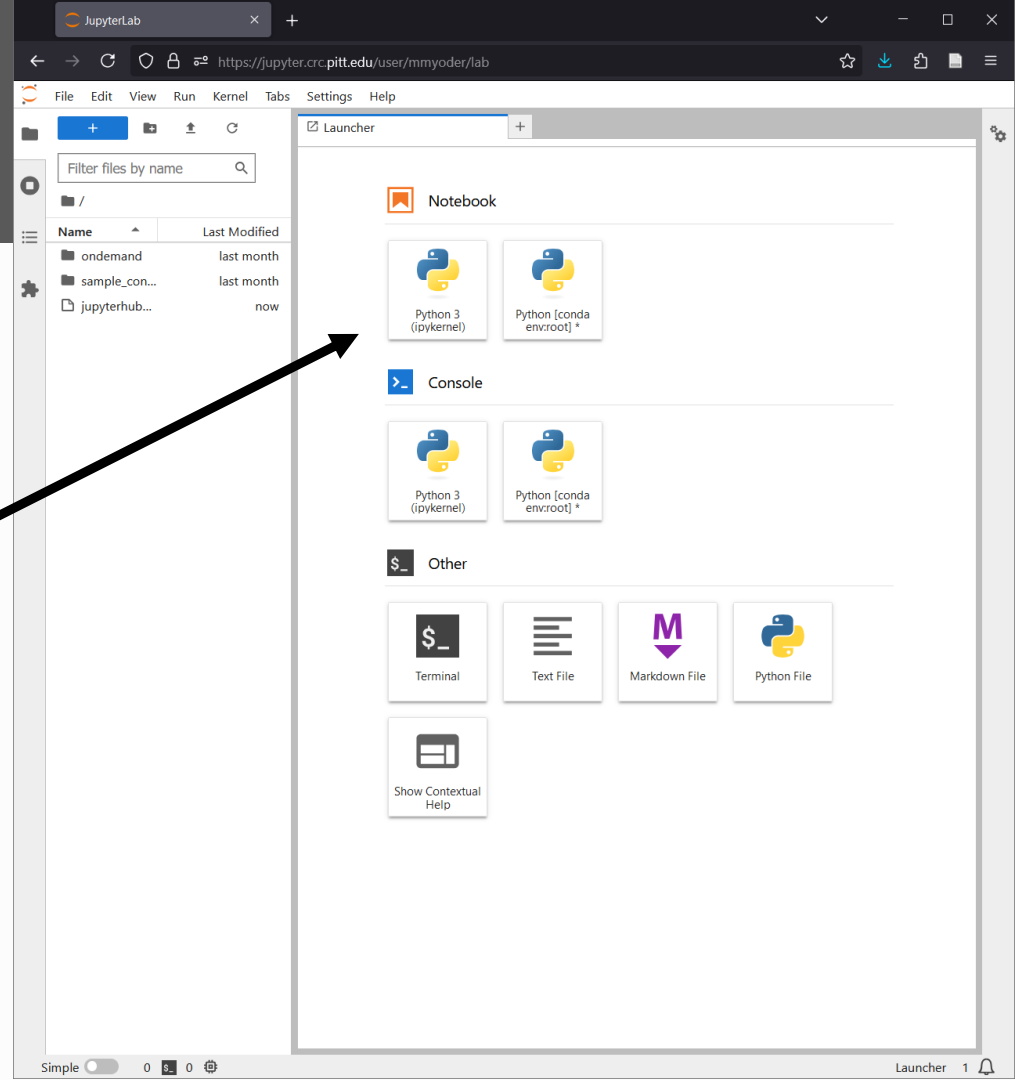 JupyterLab
https://jupyter.crc.pitt.edu/user/mmyoder/lab
File Edit View Run Kernel Tabs Settings Help
+
Launcher
+
Filter files by name
/
Name Last Modified
ondemand last month
sample_con... last month
jupyterhub... now
Notebook
Python 3
(ipykernel)
Python [conda
env:root] *
>_ Console
Python 3
(ipykernel)
Python [conda
env:root] *
$_ Other
$_
Terminal
Text File
M
Markdown File
Python File
Show Contextual
Help
Simple 0 $_ 0 Launcher 1